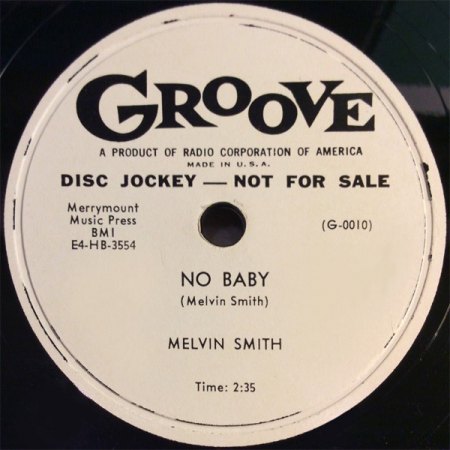 GROOVE
A PRODUCT OF RADIO CORPORATION OF AMERICA
MADE IN U.S.A.
DISC JOCKEY — NOT FOR SALE
Merrymount
Music Press
BMI
E4-HB-3554
(G-0010)
NO BABY
(Melvin Smith)
MELVIN SMITH
Time: 2:35